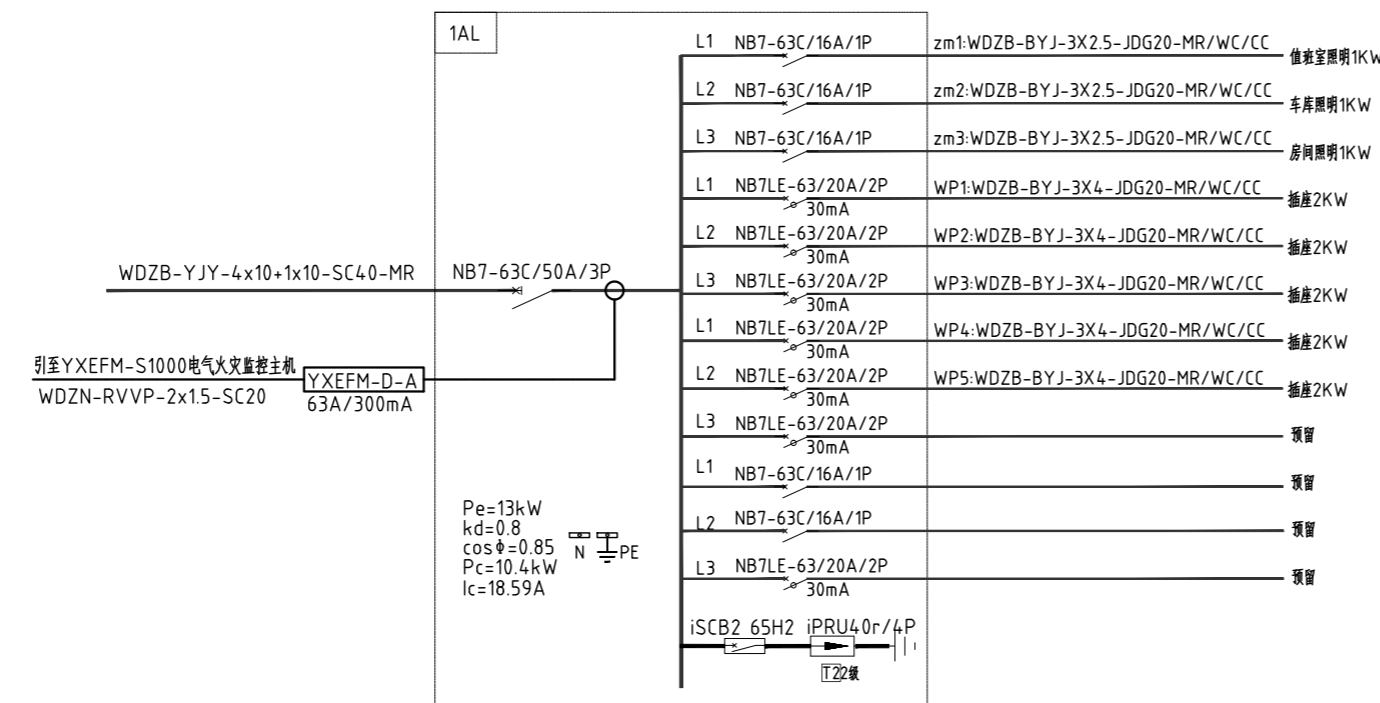 1AL
L1 NB7-63C/16A/1P zm1:WDZB-BYJ-3X2.5-JDG20-MR/WC/CC 值班室照明1KW
L2 NB7-63C/16A/1P zm2:WDZB-BYJ-3X2.5-JDG20-MR/WC/CC 车库照明1KW
L3 NB7-63C/16A/1P zm3:WDZB-BYJ-3X2.5-JDG20-MR/WC/CC 房间照明1KW
L1 NB7LE-63/20A/2P WP1:WDZB-BYJ-3X4-JDG20-MR/WC/CC 插座2KW
30mA
L2 NB7LE-63/20A/2P WP2:WDZB-BYJ-3X4-JDG20-MR/WC/CC 插座2KW
30mA
WDZB-YJY-4x10+1x10-SC40-MR NB7-63C/50A/3P
L3 NB7LE-63/20A/2P WP3:WDZB-BYJ-3X4-JDG20-MR/WC/CC 插座2KW
30mA
L1 NB7LE-63/20A/2P WP4:WDZB-BYJ-3X4-JDG20-MR/WC/CC 插座2KW
30mA
引至YXEFM-S1000电气火灾监控主机 YXEFM-D-A
WDZN-RVVP-2x1.5-SC20 63A/300mA
L2 NB7LE-63/20A/2P WP5:WDZB-BYJ-3X4-JDG20-MR/WC/CC 插座2KW
30mA
L3 NB7LE-63/20A/2P 预留
30mA
L1 NB7-63C/16A/1P 预留
L2 NB7-63C/16A/1P 预留
L3 NB7LE-63/20A/2P 预留
30mA
Pe=13kW
kd=0.8
cosΦ=0.85
Pc=10.4kW
Ic=18.59A
N PE
iSCB2 65H2 iPRU40r/4P
T22级